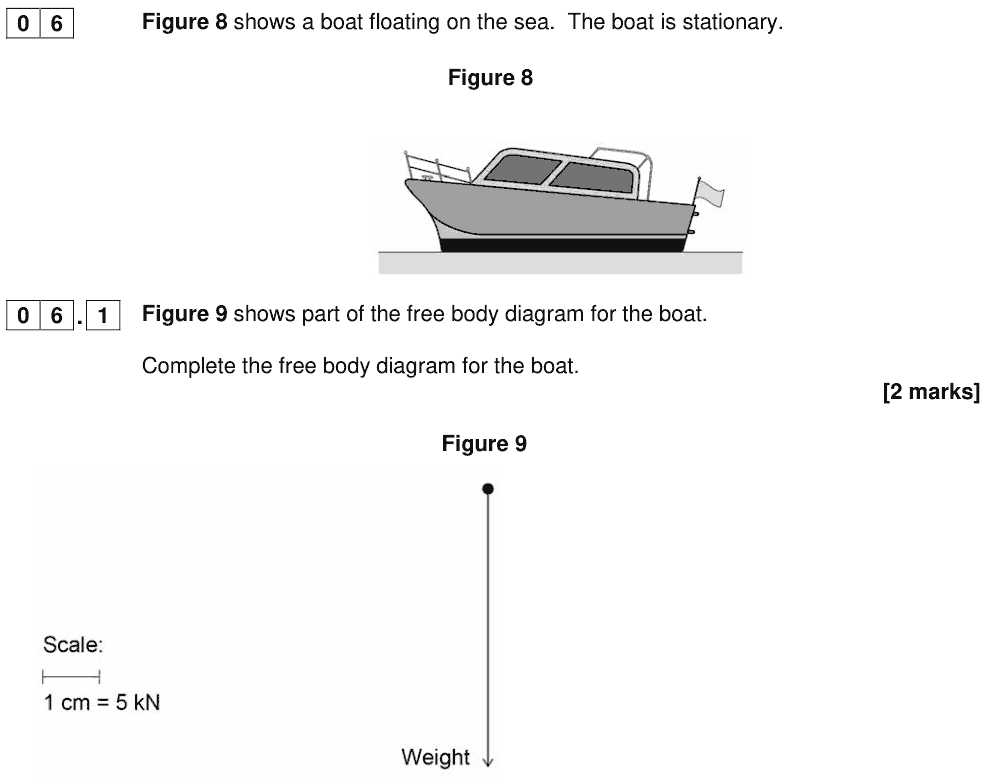 0 6 Figure 8 shows a boat floating on the sea. The boat is stationary.
Figure 8
0 6 . 1 Figure 9 shows part of the free body diagram for the boat.
Complete the free body diagram for the boat.
[2 marks]
Figure 9
Scale:
1 cm = 5 kN
Weight